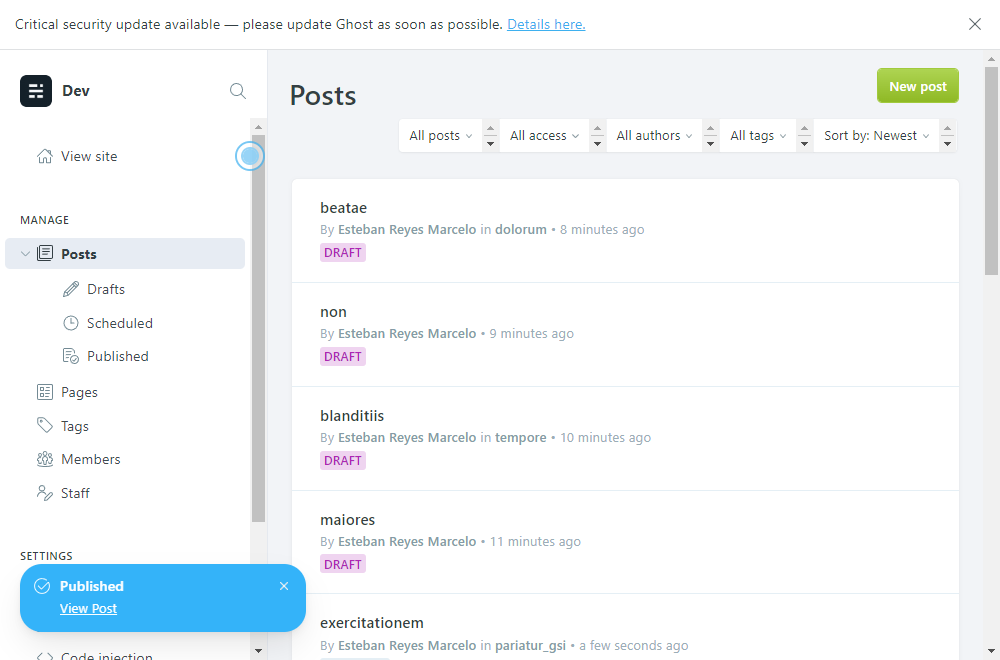 Critical security update available — please update Ghost as soon as possible. Details here.
Dev
View site
MANAGE
Posts
Drafts
Scheduled
Published
Pages
Tags
Members
Staff
SETTINGS
Published
View Post
Code injection
Posts
New post
All posts
All access
All authors
All tags
Sort by: Newest
beatae
By Esteban Reyes Marcelo in dolorum • 8 minutes ago
DRAFT
non
By Esteban Reyes Marcelo • 9 minutes ago
DRAFT
blanditiis
By Esteban Reyes Marcelo in tempore • 10 minutes ago
DRAFT
maiores
By Esteban Reyes Marcelo • 11 minutes ago
DRAFT
exercitationem
By Esteban Reyes Marcelo in pariatur_gsi • a few seconds ago